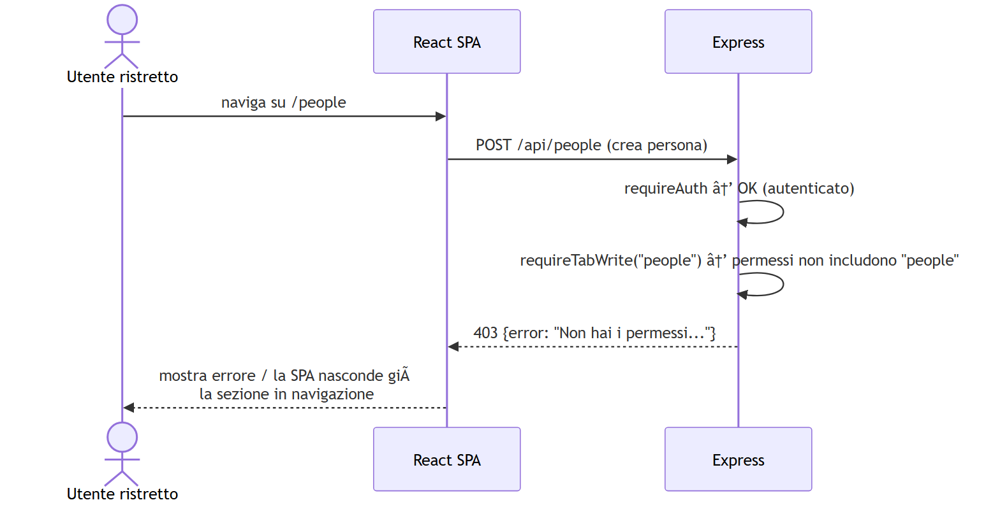 React SPA
Express
Utente ristretto
naviga su /people
POST /api/people (crea persona)
requireAuth â†’ OK (autenticato)
requireTabWrite("people") â†’ permessi non includono "people"
403 {error: "Non hai i permessi..."}
mostra errore / la SPA nasconde giÃ
la sezione in navigazione
React SPA
Express
Utente ristretto